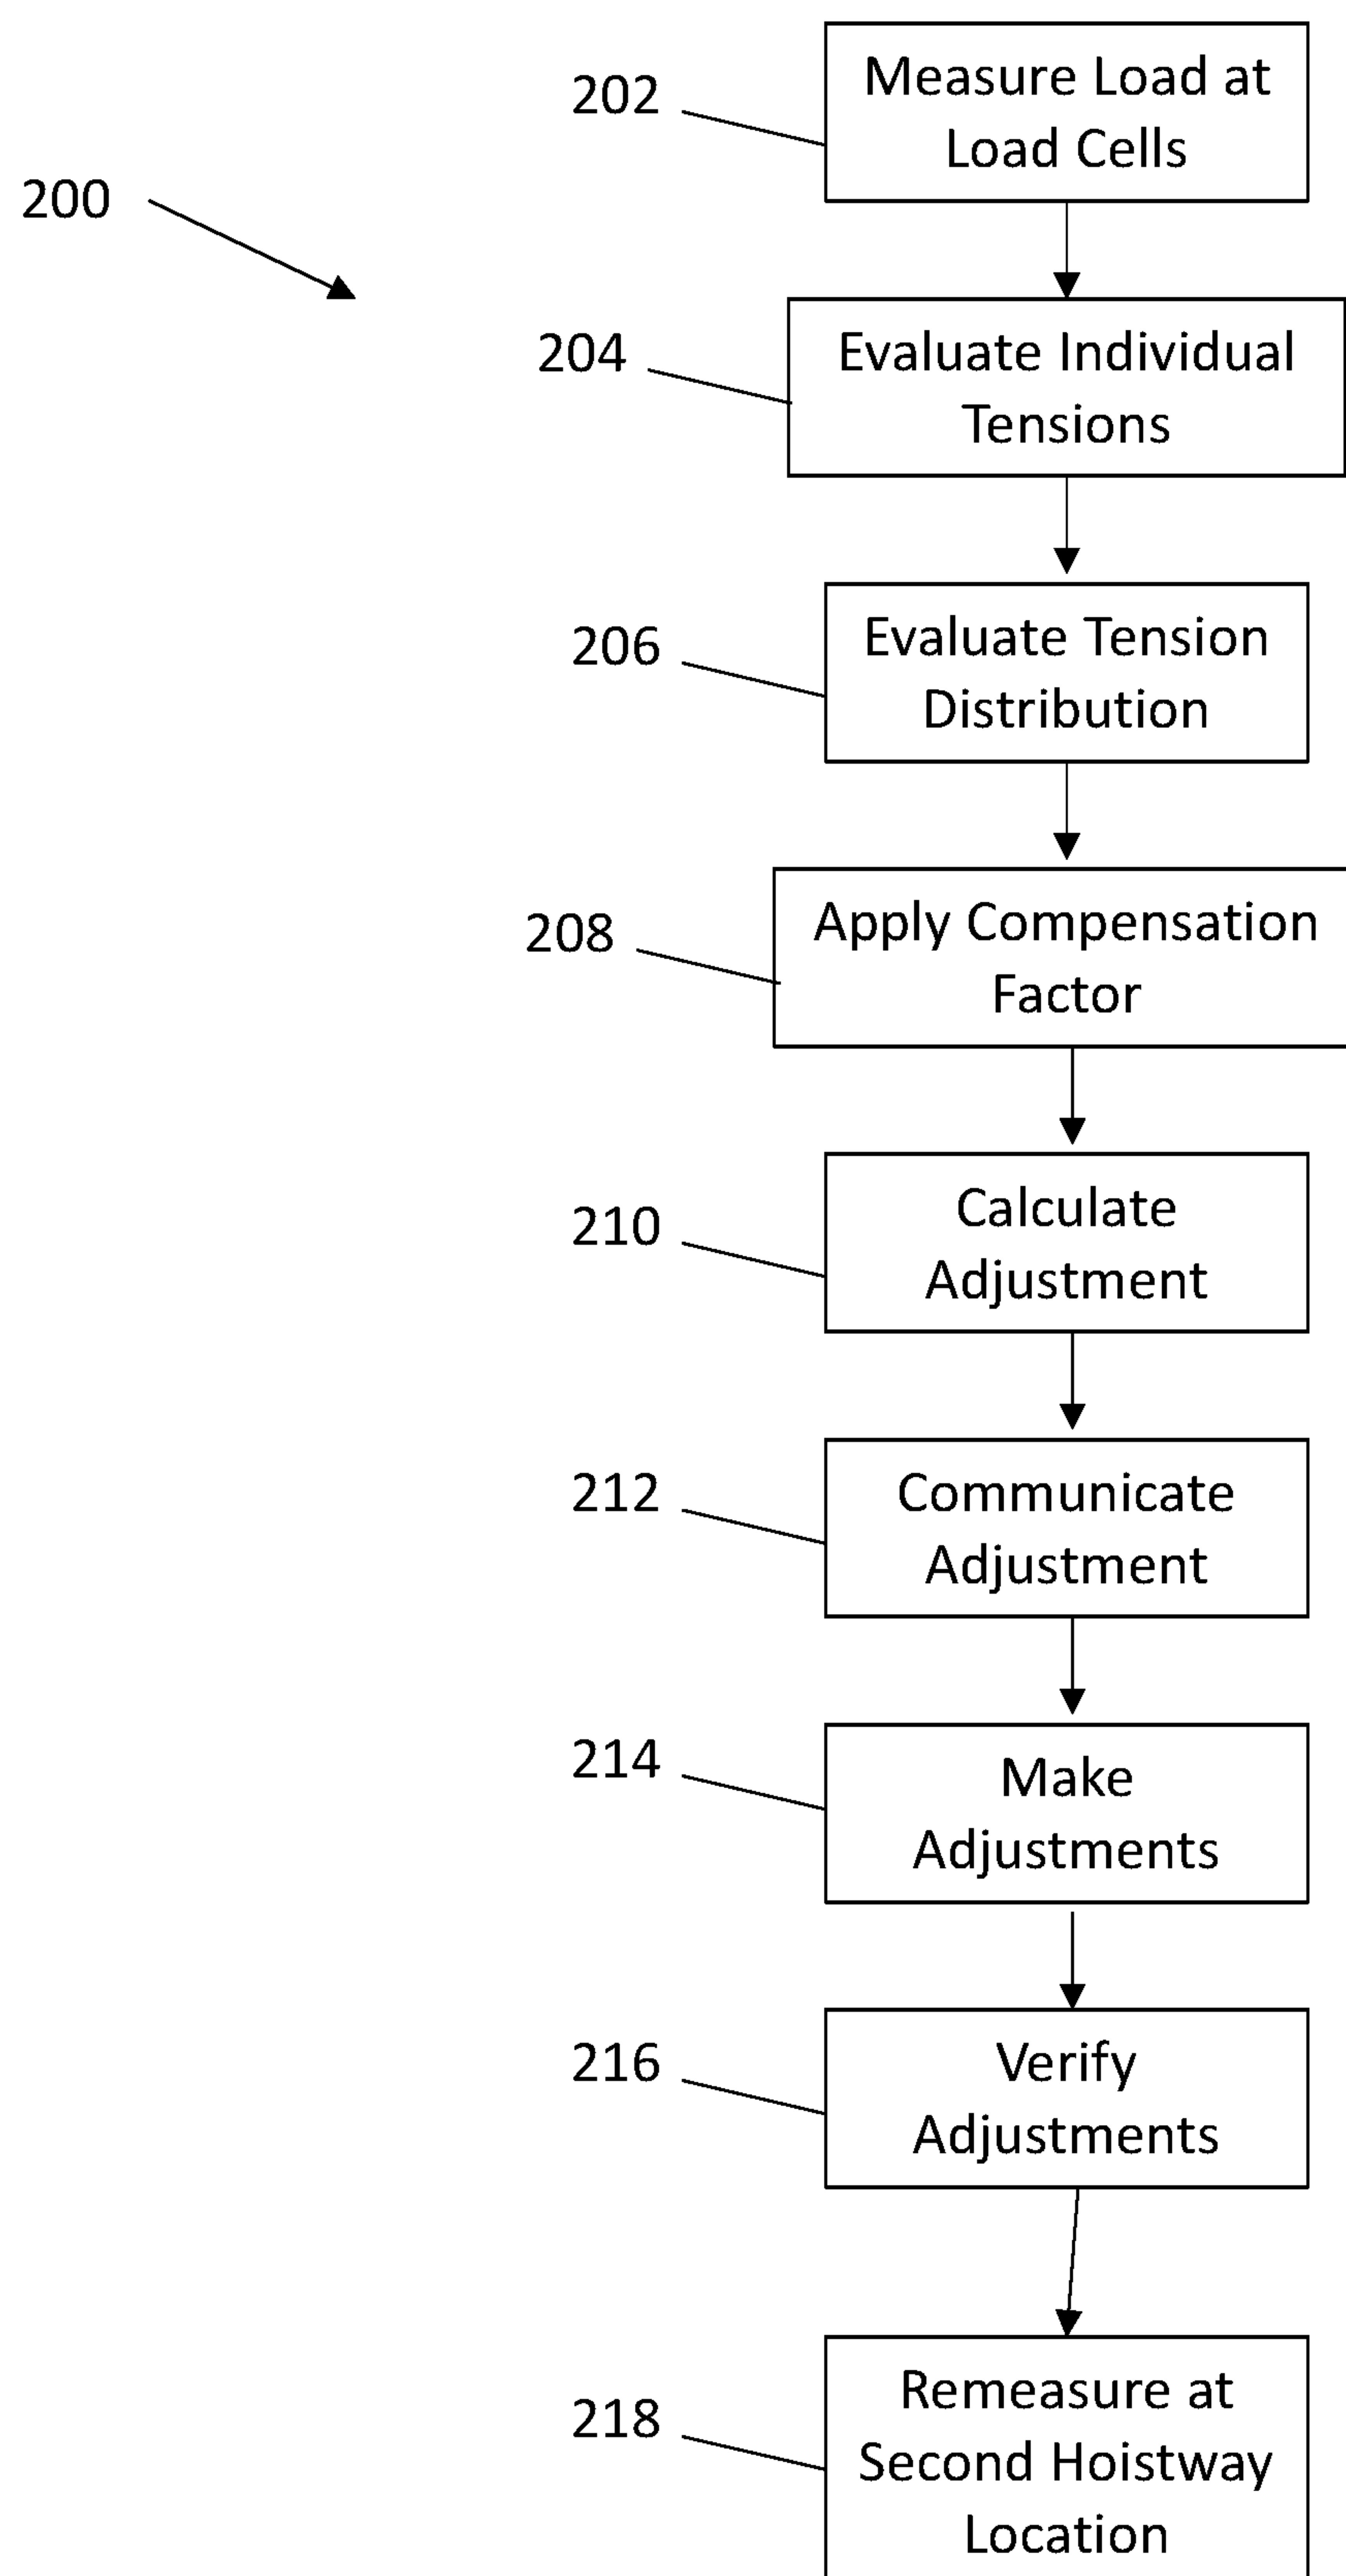 202
Measure Load at
Load Cells
200
204
Evaluate Individual
Tensions
206
Evaluate Tension
Distribution
208
Apply Compensation
Factor
210
Calculate
Adjustment
212
Communicate
Adjustment
214
Make
Adjustments
216
Verify
Adjustments
218
Remeasure at
Second Hoistway
Location